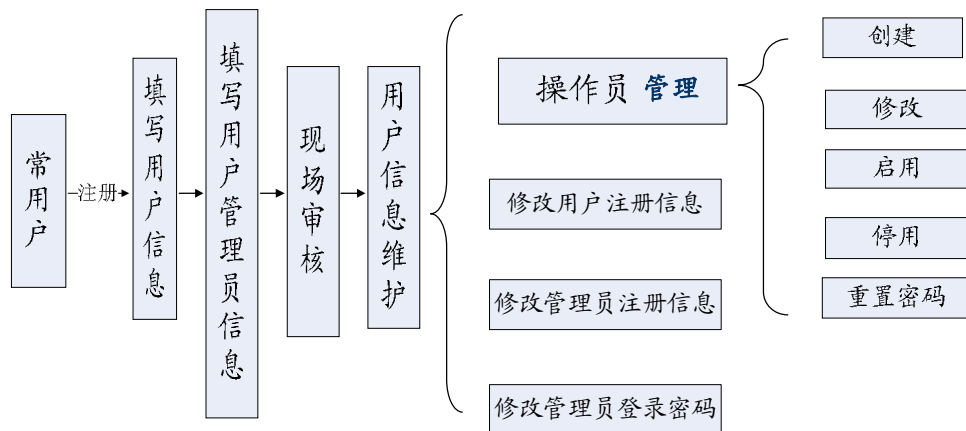 常用户
注册
填写用户信息
填写用户管理员信息
现场审核
用户信息维护
操作员 管理
修改用户注册信息
修改管理员注册信息
修改管理员登录密码
创建
修改
启用
停用
重置密码